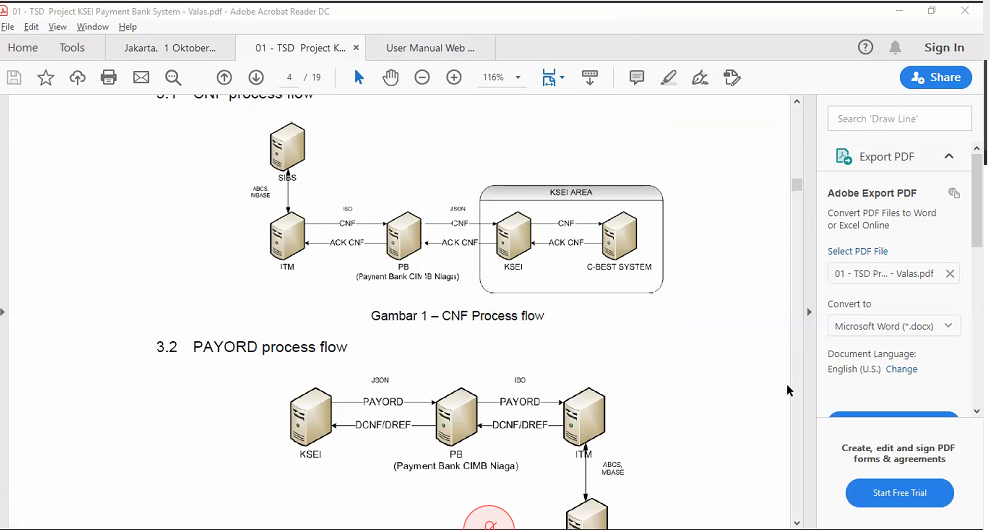 01 - TSD Project KSEI Payment Bank System - Valas.pdf - Adobe Acrobat Reader DC
File Edit View Window Help
Home Tools Jakarta, 1 Oktober... 01 - TSD Project K... × User Manual Web ... Sign In
4 / 19 116% Share
3.1 CNF process flow
SIBS
ABCS,
MBASE
ISO JSON KSEI AREA
CNF CNF CNF
ACK CNF ACK CNF ACK CNF
ITM PB KSEI C-BEST SYSTEM
(Payment Bank CIMB Niaga)
Gambar 1 – CNF Process flow
3.2 PAYORD process flow
JSON ISO
PAYORD PAYORD
DCNF/DREF DCNF/DREF
KSEI PB ITM
(Payment Bank CIMB Niaga)
ABCS,
MBASE
Search 'Draw Line'
Export PDF
Adobe Export PDF
Convert PDF Files to Word
or Excel Online
Select PDF File
01 - TSD Pr... - Valas.pdf ×
Convert to
Microsoft Word (*.docx)
Document Language:
English (U.S.) Change
Create, edit and sign PDF
forms & agreements
Start Free Trial